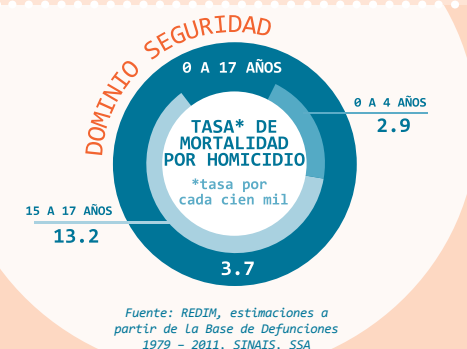 DOMINIO SEGURIDAD
0 A 17 AÑOS
0 A 4 AÑOS
2.9
TASA* DE
MORTALIDAD
POR HOMICIDIO
*tasa por
cada cien mil
15 A 17 AÑOS
13.2
3.7
Fuente: REDIM, estimaciones a
partir de la Base de Defunciones
1979 – 2011. SINAIS. SSA